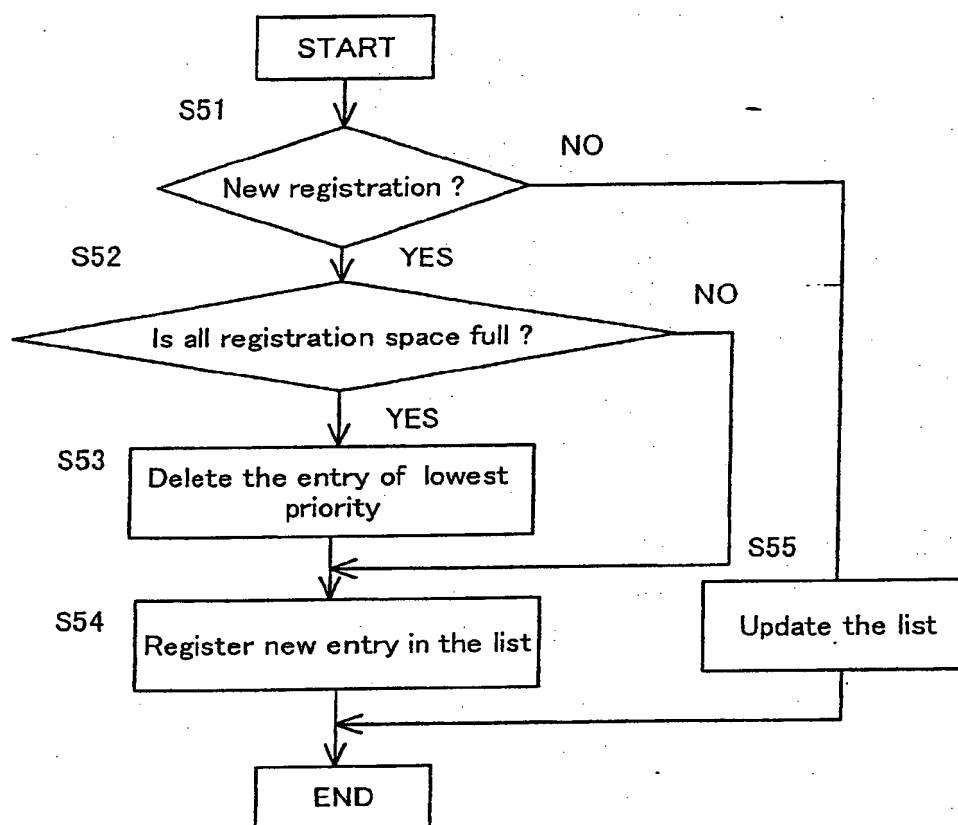 START
S51
NO
New registration ?
S52
YES
NO
Is all registration space full ?
YES
S53
Delete the entry of lowest
priority
S55
S54
Register new entry in the list
Update the list
END